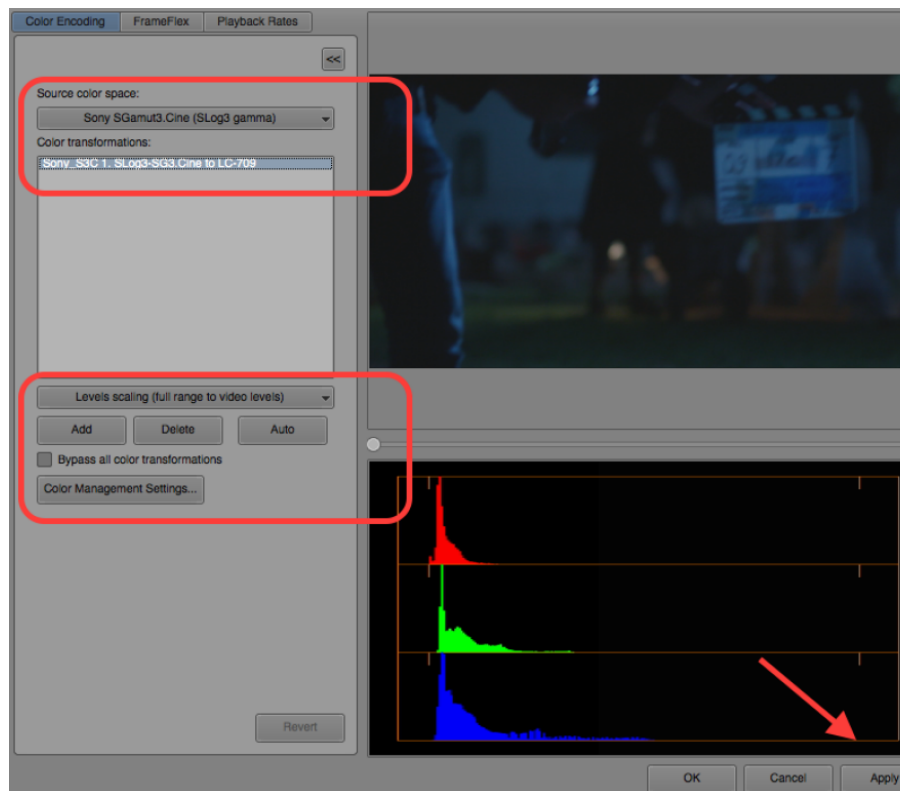 Color Encoding FrameFlex Playback Rates
<<
Source color space:
Sony SGamut3.Cine (SLog3 gamma)
Color transformations:
Sony_S3C 1. SLog3-SG3.Cine to LC-709
Levels scaling (full range to video levels)
Add Delete Auto
Bypass all color transformations
Color Management Settings...
Revert
OK Cancel Apply